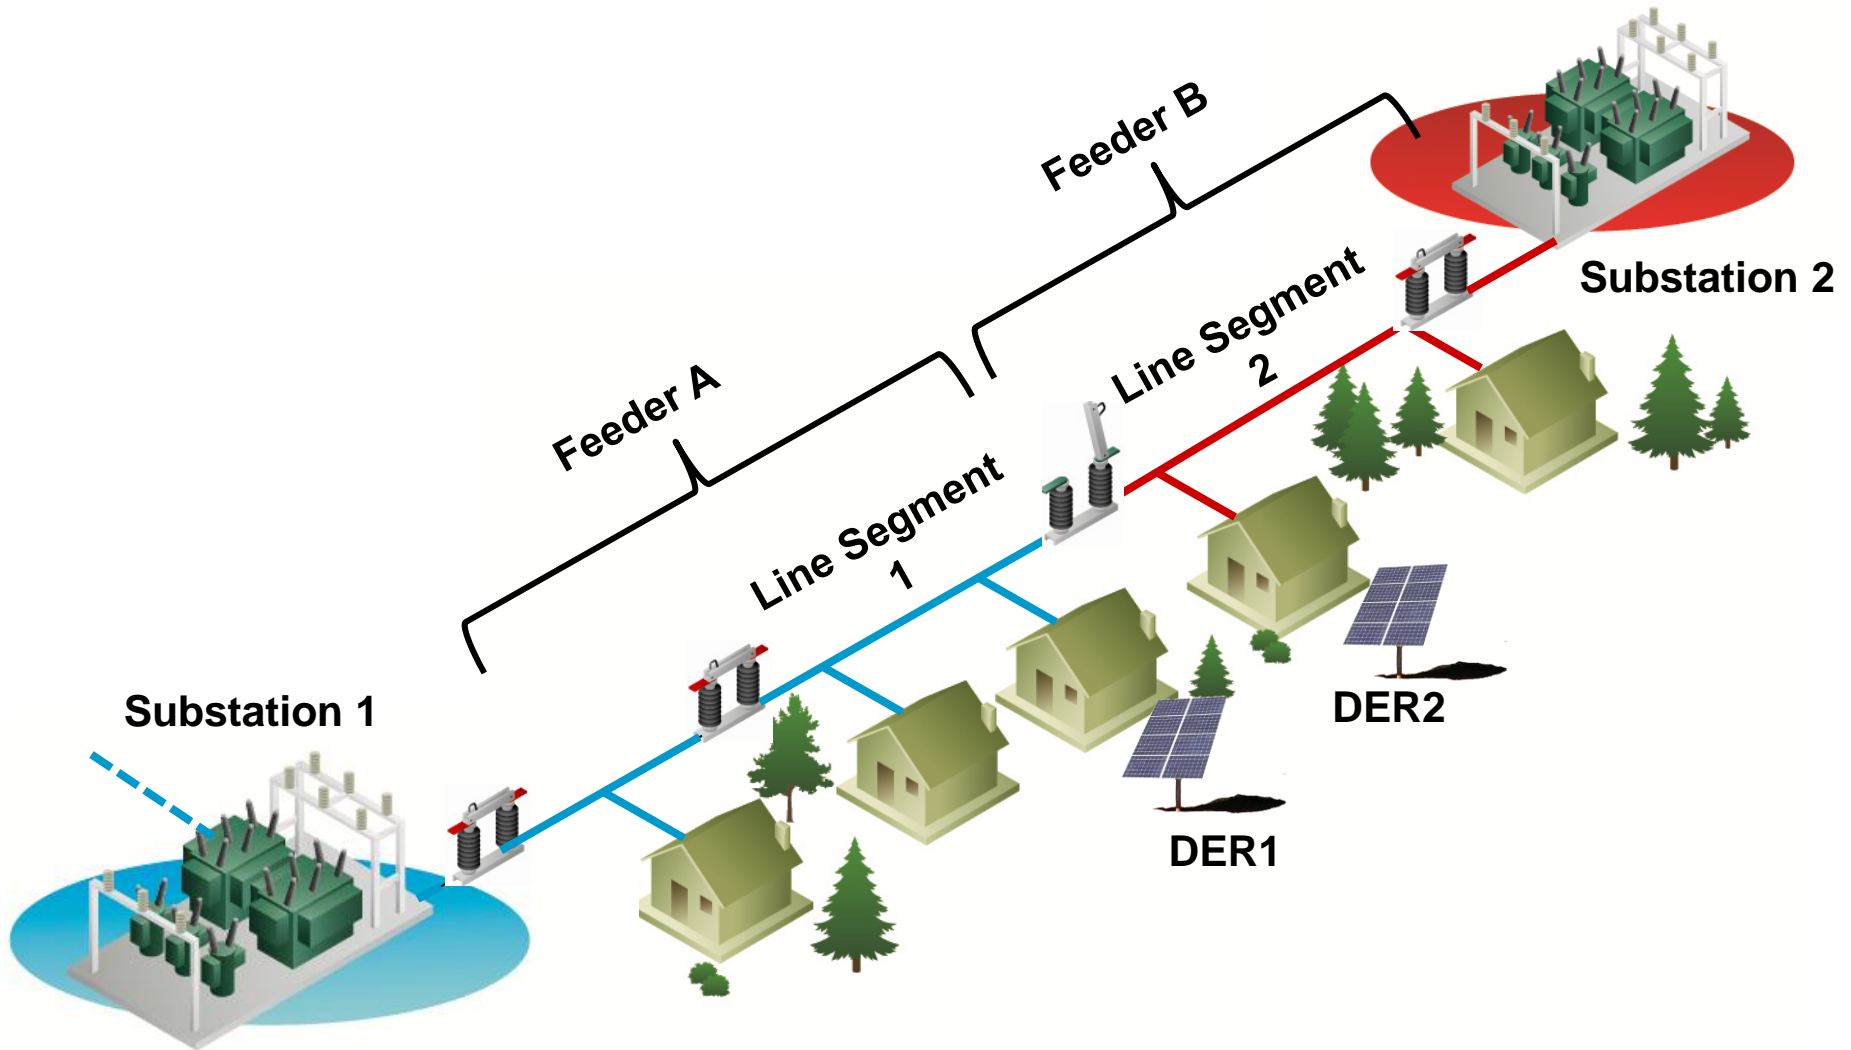 Feeder B
Substation 2
Line Segment
2
Feeder A
Line Segment
1
Substation 1
DER2
DER1